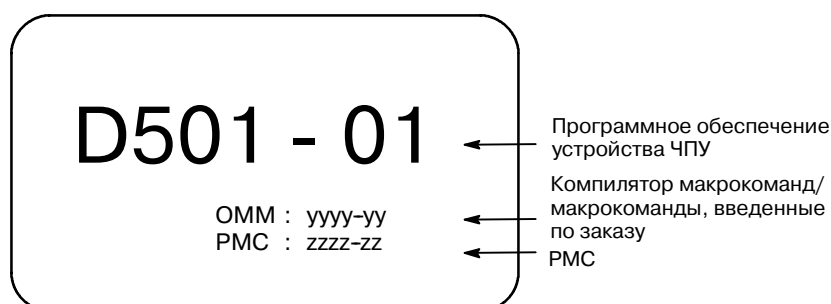 D501 - 01
Программное обеспечение
устройства ЧПУ
Компилятор макрокоманд/
макрокоманды, введенные
по заказу
OMM : yyyy-yy
PMC : zzzz-zz
PMC